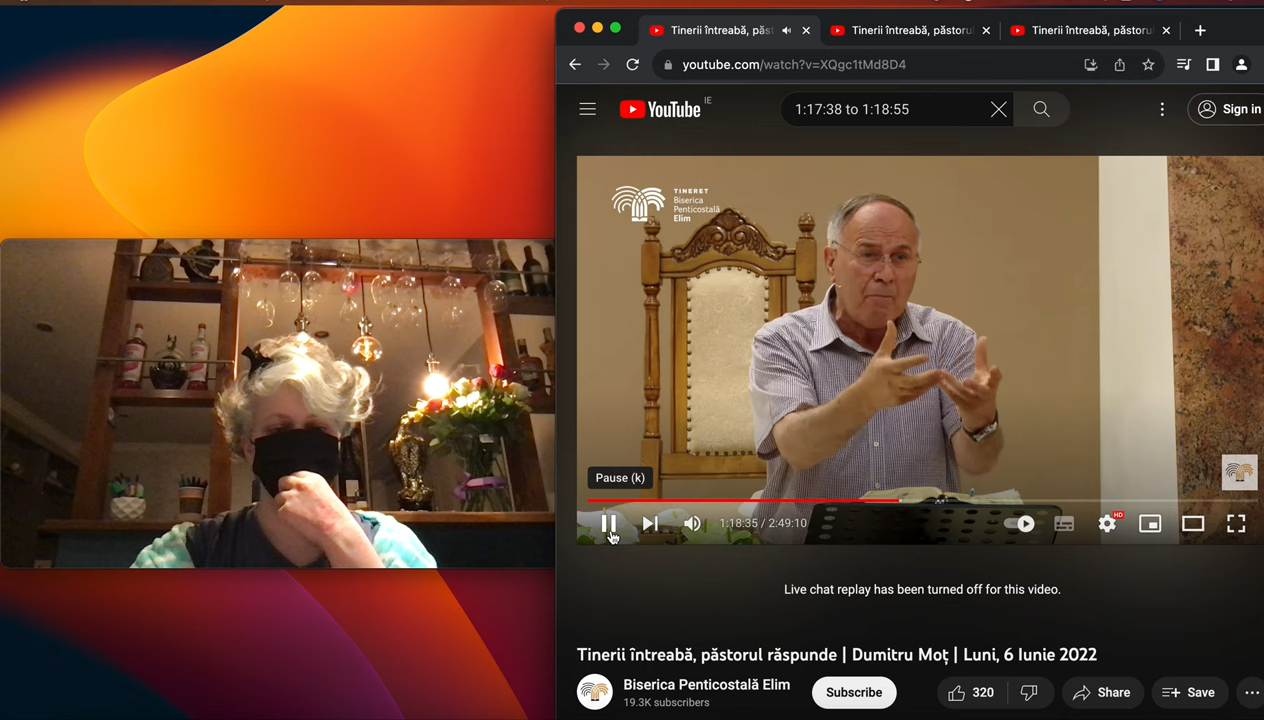 Tinerii întreabă, păst
Tinerii întreabă, păstorul
Tinerii întreabă, păstorul
youtube.com/watch?v=XQgc1tMd8D4
YouTube IE
1:17:38 to 1:18:55
Sign in
TINERET
Biserica
Penticostală
Elim
Pause (k)
1:18:35 / 2:49:10
HD
Live chat replay has been turned off for this video.
Tinerii întreabă, păstorul răspunde | Dumitru Moț | Luni, 6 Iunie 2022
Biserica Penticostală Elim
19.3K subscribers
Subscribe
320
Share
Save